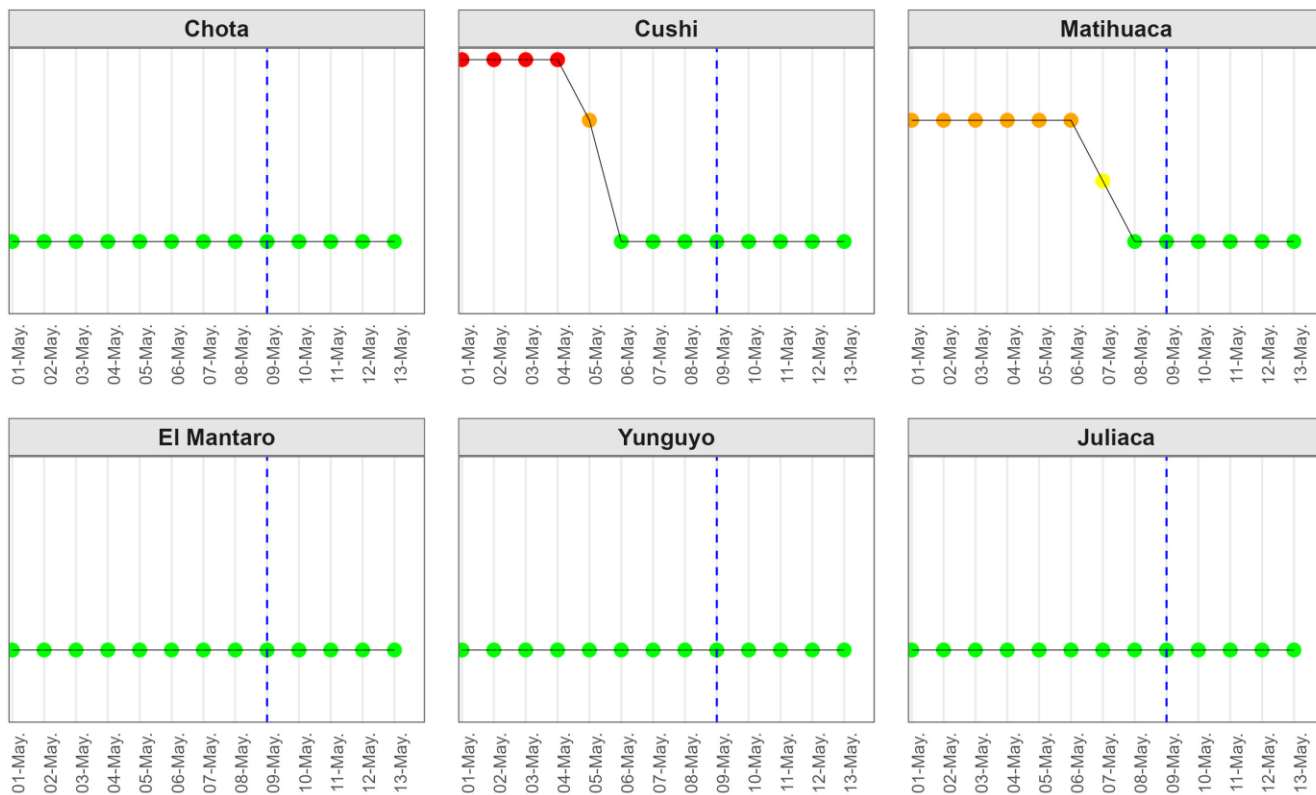 Chota
Cushi
Matihuaca
01-May.
02-May.
03-May.
04-May.
05-May.
06-May.
07-May.
08-May.
09-May.
10-May.
11-May.
12-May.
13-May.
01-May.
02-May.
03-May.
04-May.
05-May.
06-May.
07-May.
08-May.
09-May.
10-May.
11-May.
12-May.
13-May.
01-May.
02-May.
03-May.
04-May.
05-May.
06-May.
07-May.
08-May.
09-May.
10-May.
11-May.
12-May.
13-May.
El Mantaro
Yunguyo
Juliaca
01-May.
02-May.
03-May.
04-May.
05-May.
06-May.
07-May.
08-May.
09-May.
10-May.
11-May.
12-May.
13-May.
01-May.
02-May.
03-May.
04-May.
05-May.
06-May.
07-May.
08-May.
09-May.
10-May.
11-May.
12-May.
13-May.
01-May.
02-May.
03-May.
04-May.
05-May.
06-May.
07-May.
08-May.
09-May.
10-May.
11-May.
12-May.
13-May.